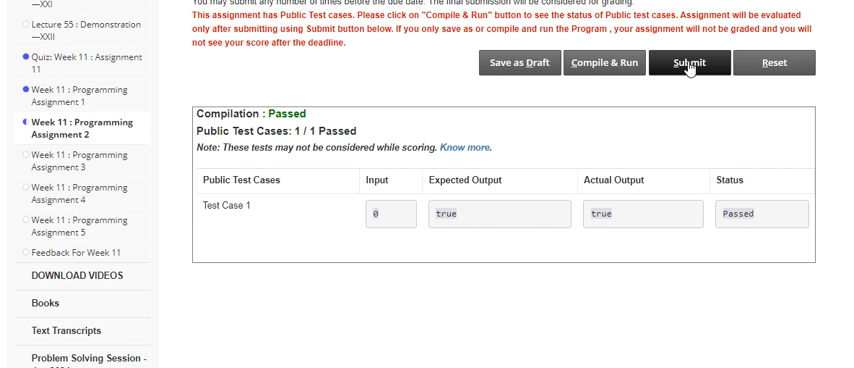 —XXI
Lecture 55 : Demonstration
—XXII
Quiz: Week 11 : Assignment
11
Week 11 : Programming
Assignment 1
Week 11 : Programming
Assignment 2
Week 11 : Programming
Assignment 3
Week 11 : Programming
Assignment 4
Week 11 : Programming
Assignment 5
Feedback For Week 11
DOWNLOAD VIDEOS
Books
Text Transcripts
Problem Solving Session -
You may submit any number of times before the due date. The final submission will be considered for grading.
This assignment has Public Test cases. Please click on "Compile & Run" button to see the status of Public test cases. Assignment will be evaluated
only after submitting using Submit button below. If you only save as or compile and run the Program , your assignment will not be graded and you will
not see your score after the deadline.
Save as Draft Compile & Run Submit Reset
Compilation : Passed
Public Test Cases: 1 / 1 Passed
Note: These tests may not be considered while scoring. Know more.
Public Test Cases Input Expected Output Actual Output Status
Test Case 1 0 true true Passed